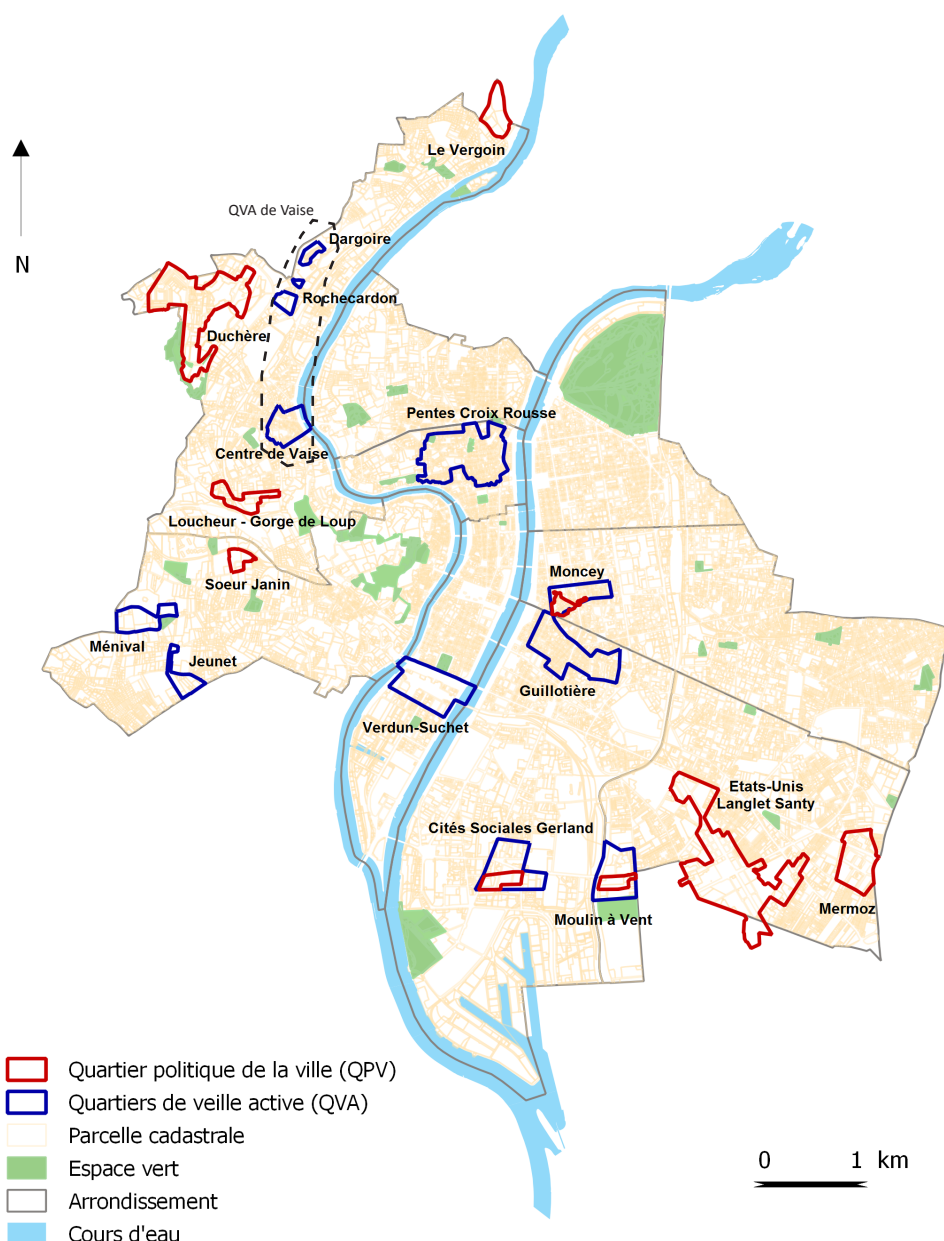 Le Vergoin
QVA de Vaise
Dargoire
N
Rochecardon
Duchère
Pentes Croix Rousse
Centre de Vaise
Loucheur - Gorge de Loup
Moncey
Soeur Janin
Ménival
Jeunet
Guillotière
Verdun-Suchet
Etats-Unis
Langlet Santy
Cités Sociales Gerland
Mermoz
Moulin à Vent
Quartier politique de la ville (QPV)
Quartiers de veille active (QVA)
Parcelle cadastrale
Espace vert
Arrondissement
Cours d'eau
0 1 km